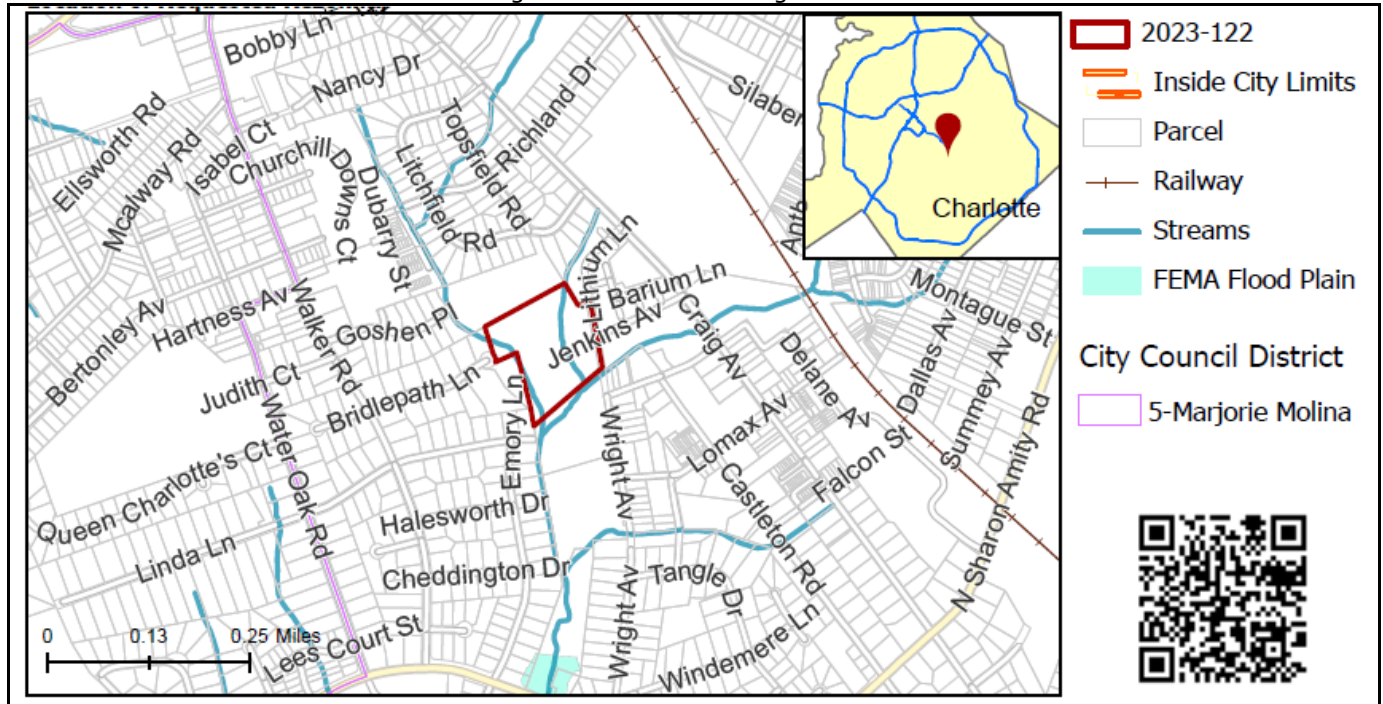 Bobby Ln
Nancy Dr
Ellsworth Rd
Mcalway Rd
Isabel Ct
Churchill
Downs Ct
Dubarry St
Litchfield Rd
Topsfield Rd
Richland Dr
Charlotte
Lithium Ln
Barium Ln
Jenkins Av
Craig Av
Montague St
Bertonley Av
Hartness Av
Walker Rd
Goshen Pl
Judith Ct
Bridlepath Ln
Water Oak Rd
Emory Ln
Wright Av
Delane Av
Dallas Av
Summey Av
N Sharon Amity Rd
Lomax Av
Falcon St
Castleton Rd
Queen Charlotte's Ct
Halesworth Dr
Linda Ln
Cheddington Dr
Tangle Dr
Wright Av
Windemere Ln
Lees Court St
0 0.13 0.25 Miles
2023-122
Inside City Limits
Parcel
Railway
Streams
FEMA Flood Plain
City Council District
5-Marjorie Molina